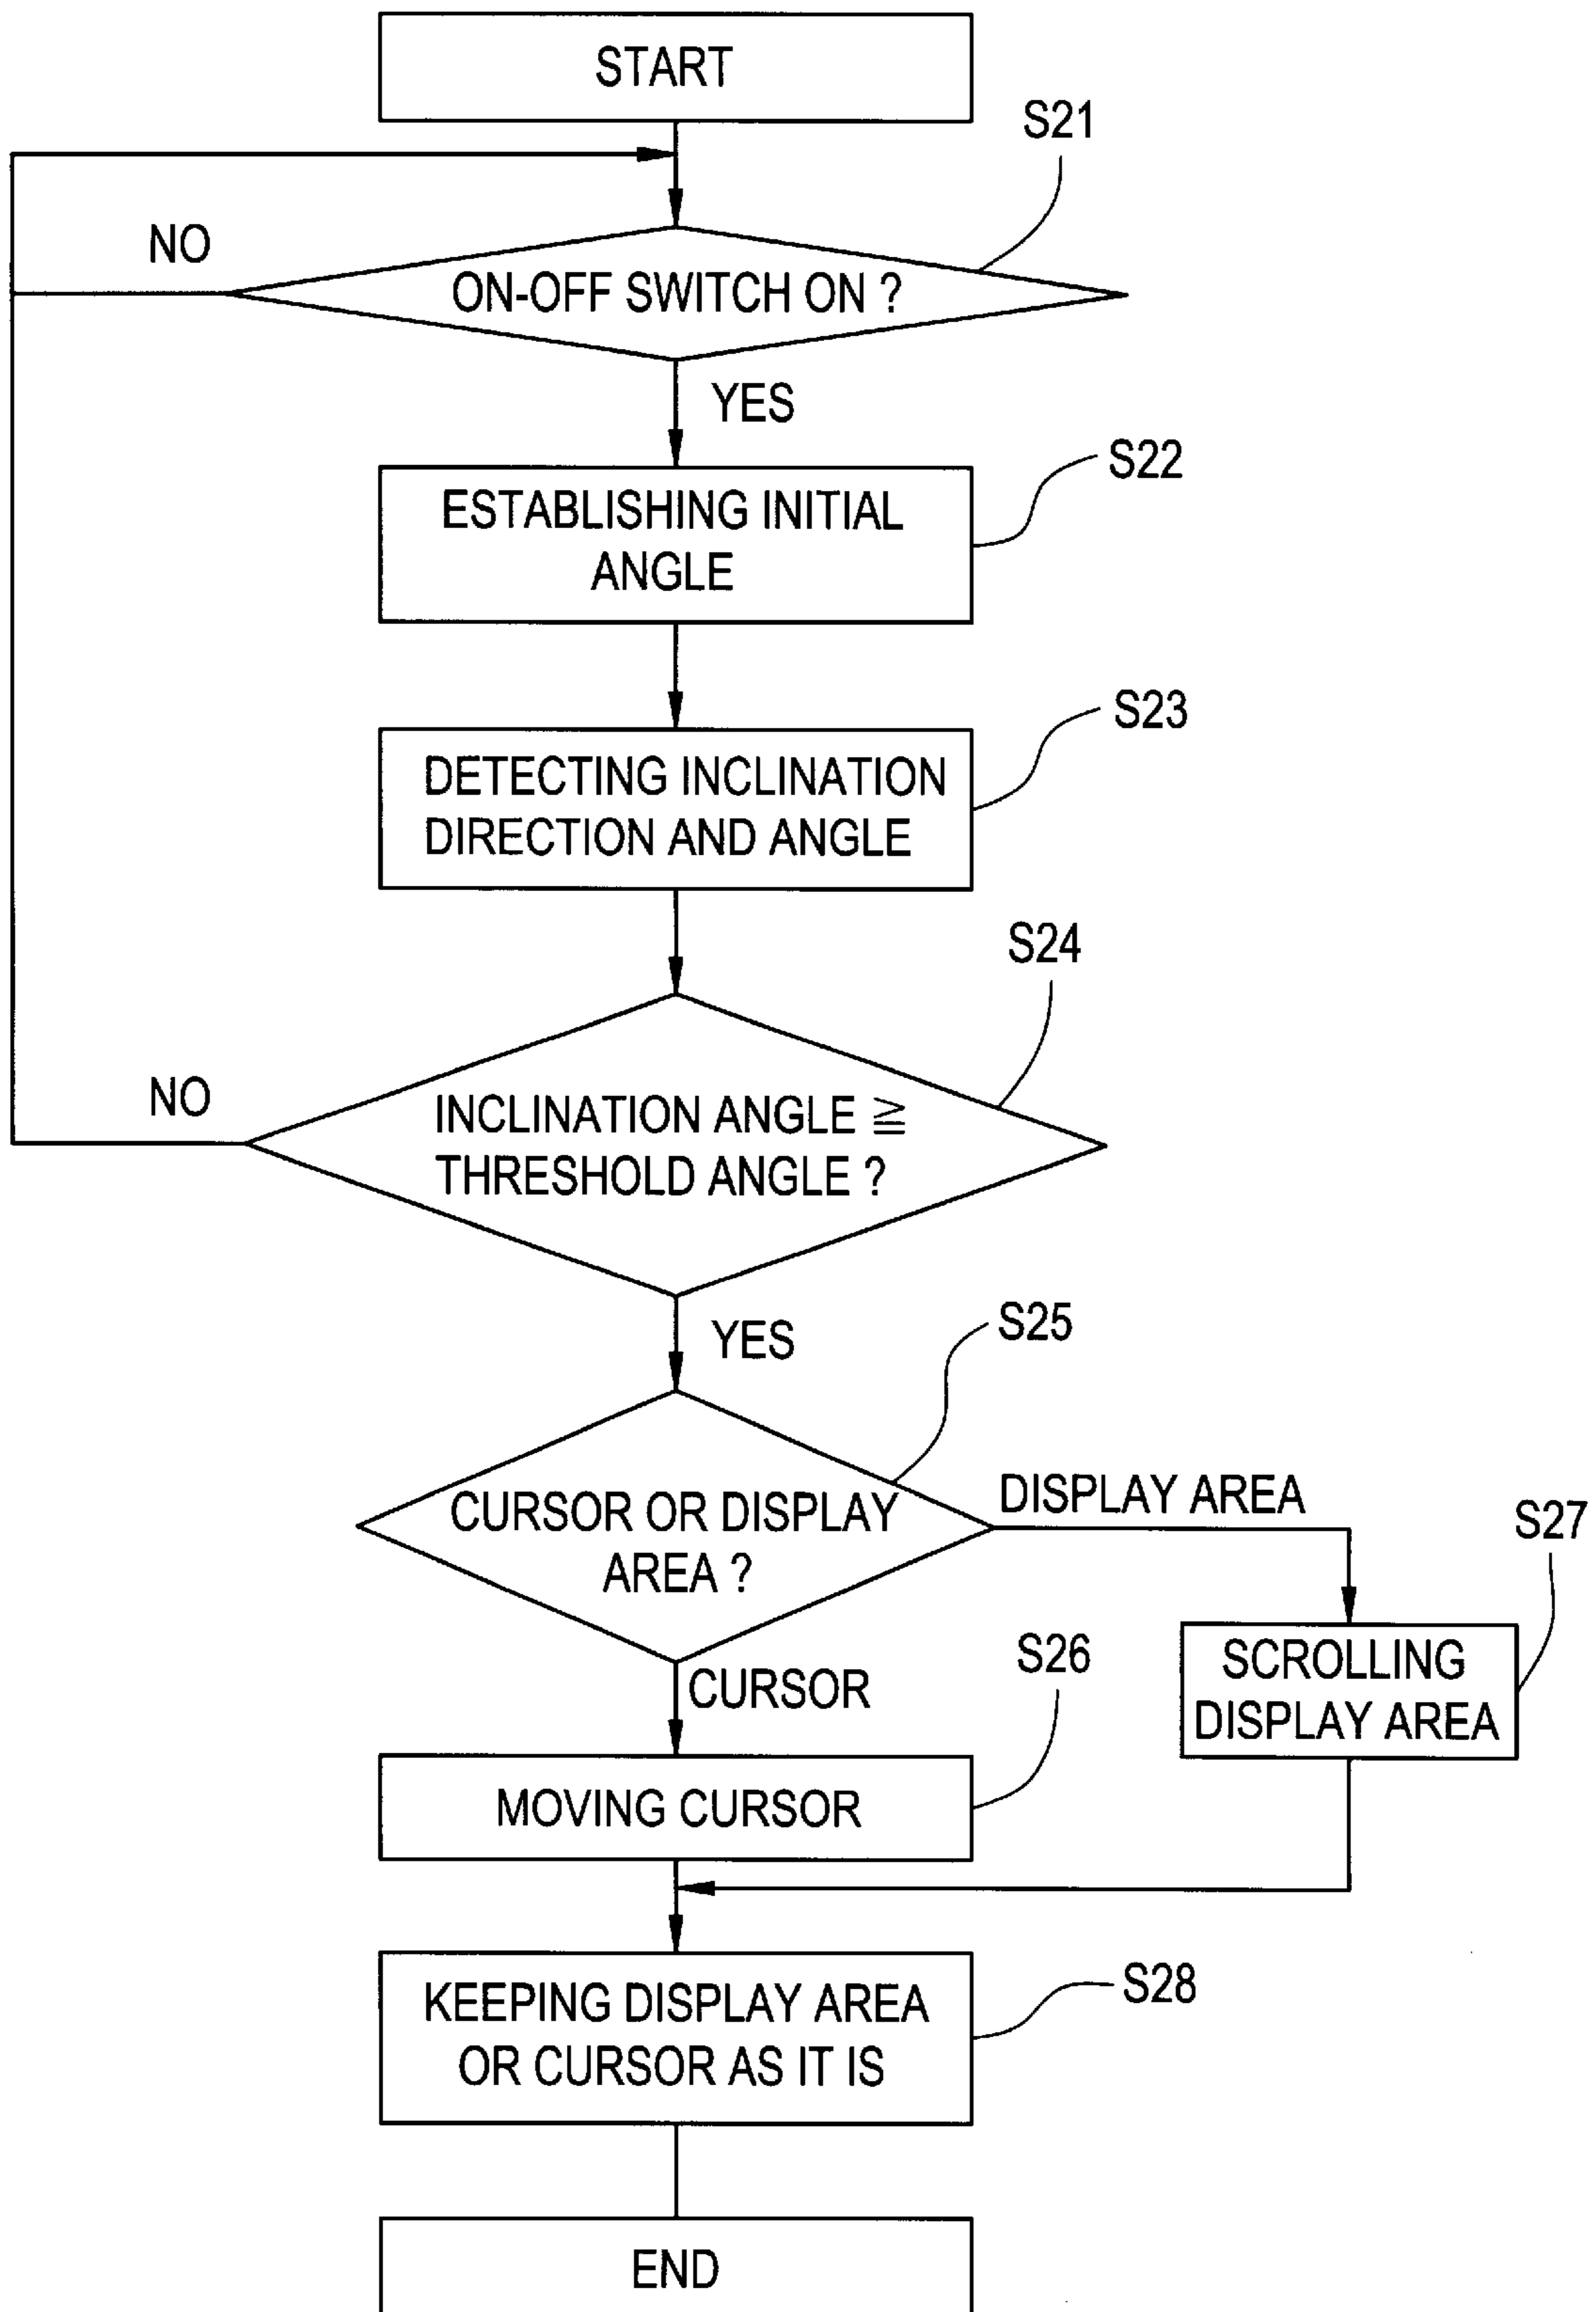 START
S21
NO
ON-OFF SWITCH ON ?
YES
S22
ESTABLISHING INITIAL
ANGLE
S23
DETECTING INCLINATION
DIRECTION AND ANGLE
S24
NO
INCLINATION ANGLE ≧
THRESHOLD ANGLE ?
YES
S25
CURSOR OR DISPLAY
AREA ?
DISPLAY AREA
S27
SCROLLING
DISPLAY AREA
CURSOR
S26
MOVING CURSOR
S28
KEEPING DISPLAY AREA
OR CURSOR AS IT IS
END